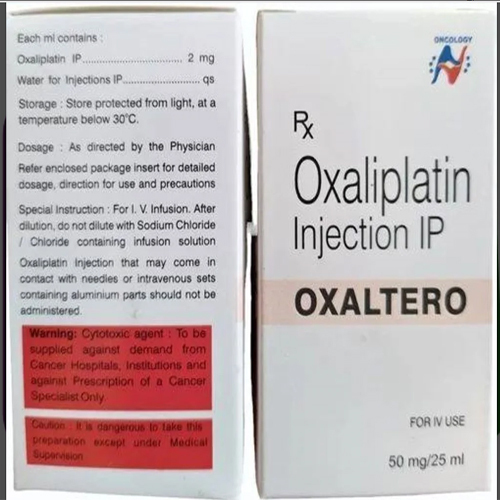 Each ml contains :
Oxaliplatin IP................................ 2 mg
Water for Injections IP.................... qs
Storage : Store protected from light, at a
temperature below 30°C.
Dosage : As directed by the Physician
Refer enclosed package insert for detailed
dosage, direction for use and precautions
Special Instruction : For I. V. Infusion. After
dilution, do not dilute with Sodium Chloride
/ Chloride containing infusion solution
Oxaliplatin Injection that may come in
contact with needles or intravenous sets
containing aluminium parts should not be
administered.
Warning: Cytotoxic agent : To be
supplied against demand from
Cancer Hospitals, Institutions and
against Prescription of a Cancer
Specialist Only
Caution : It is dangerous to take this
preparation except under Medical
Supervision
ONCOLOGY
Rx
Oxaliplatin
Injection IP
OXALTERO
FOR IV USE
50 mg/25 ml